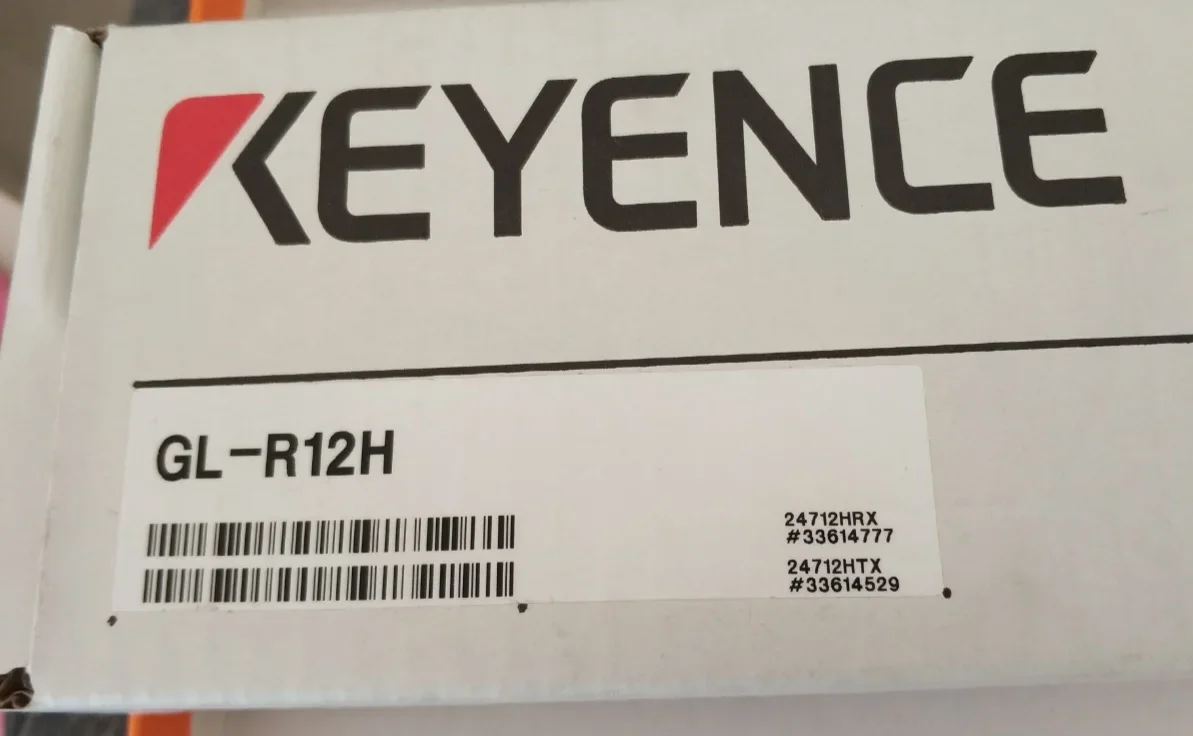 KEYENCE
GL-R12H
24712HRX
#33614777
24712HTX
#33614529